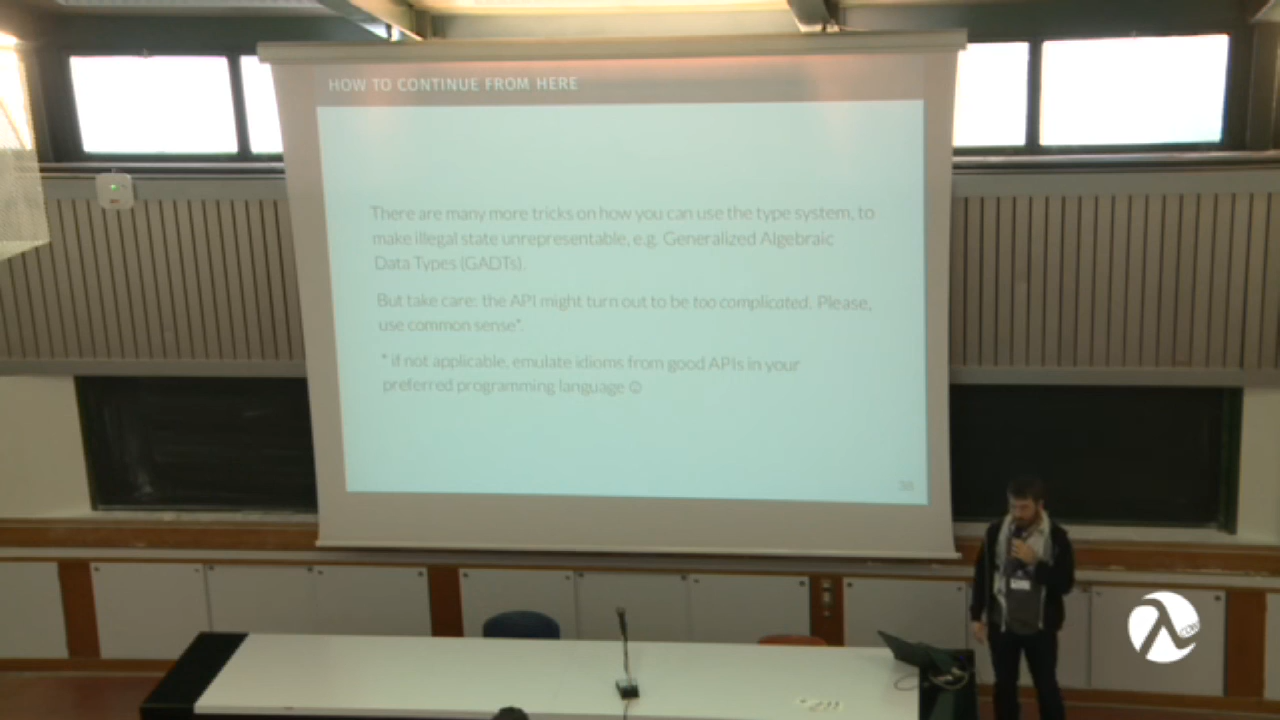 HOW TO CONTINUE FROM HERE
There are many more tricks on how you can use the type system, to
make illegal state unrepresentable, e.g. Generalized Algebraic
Data Types (GADTs).
But take care: the API might turn out to be too complicated. Please,
use common sense*.
* if not applicable, emulate idioms from good APIs in your
preferred programming language ☺
λ